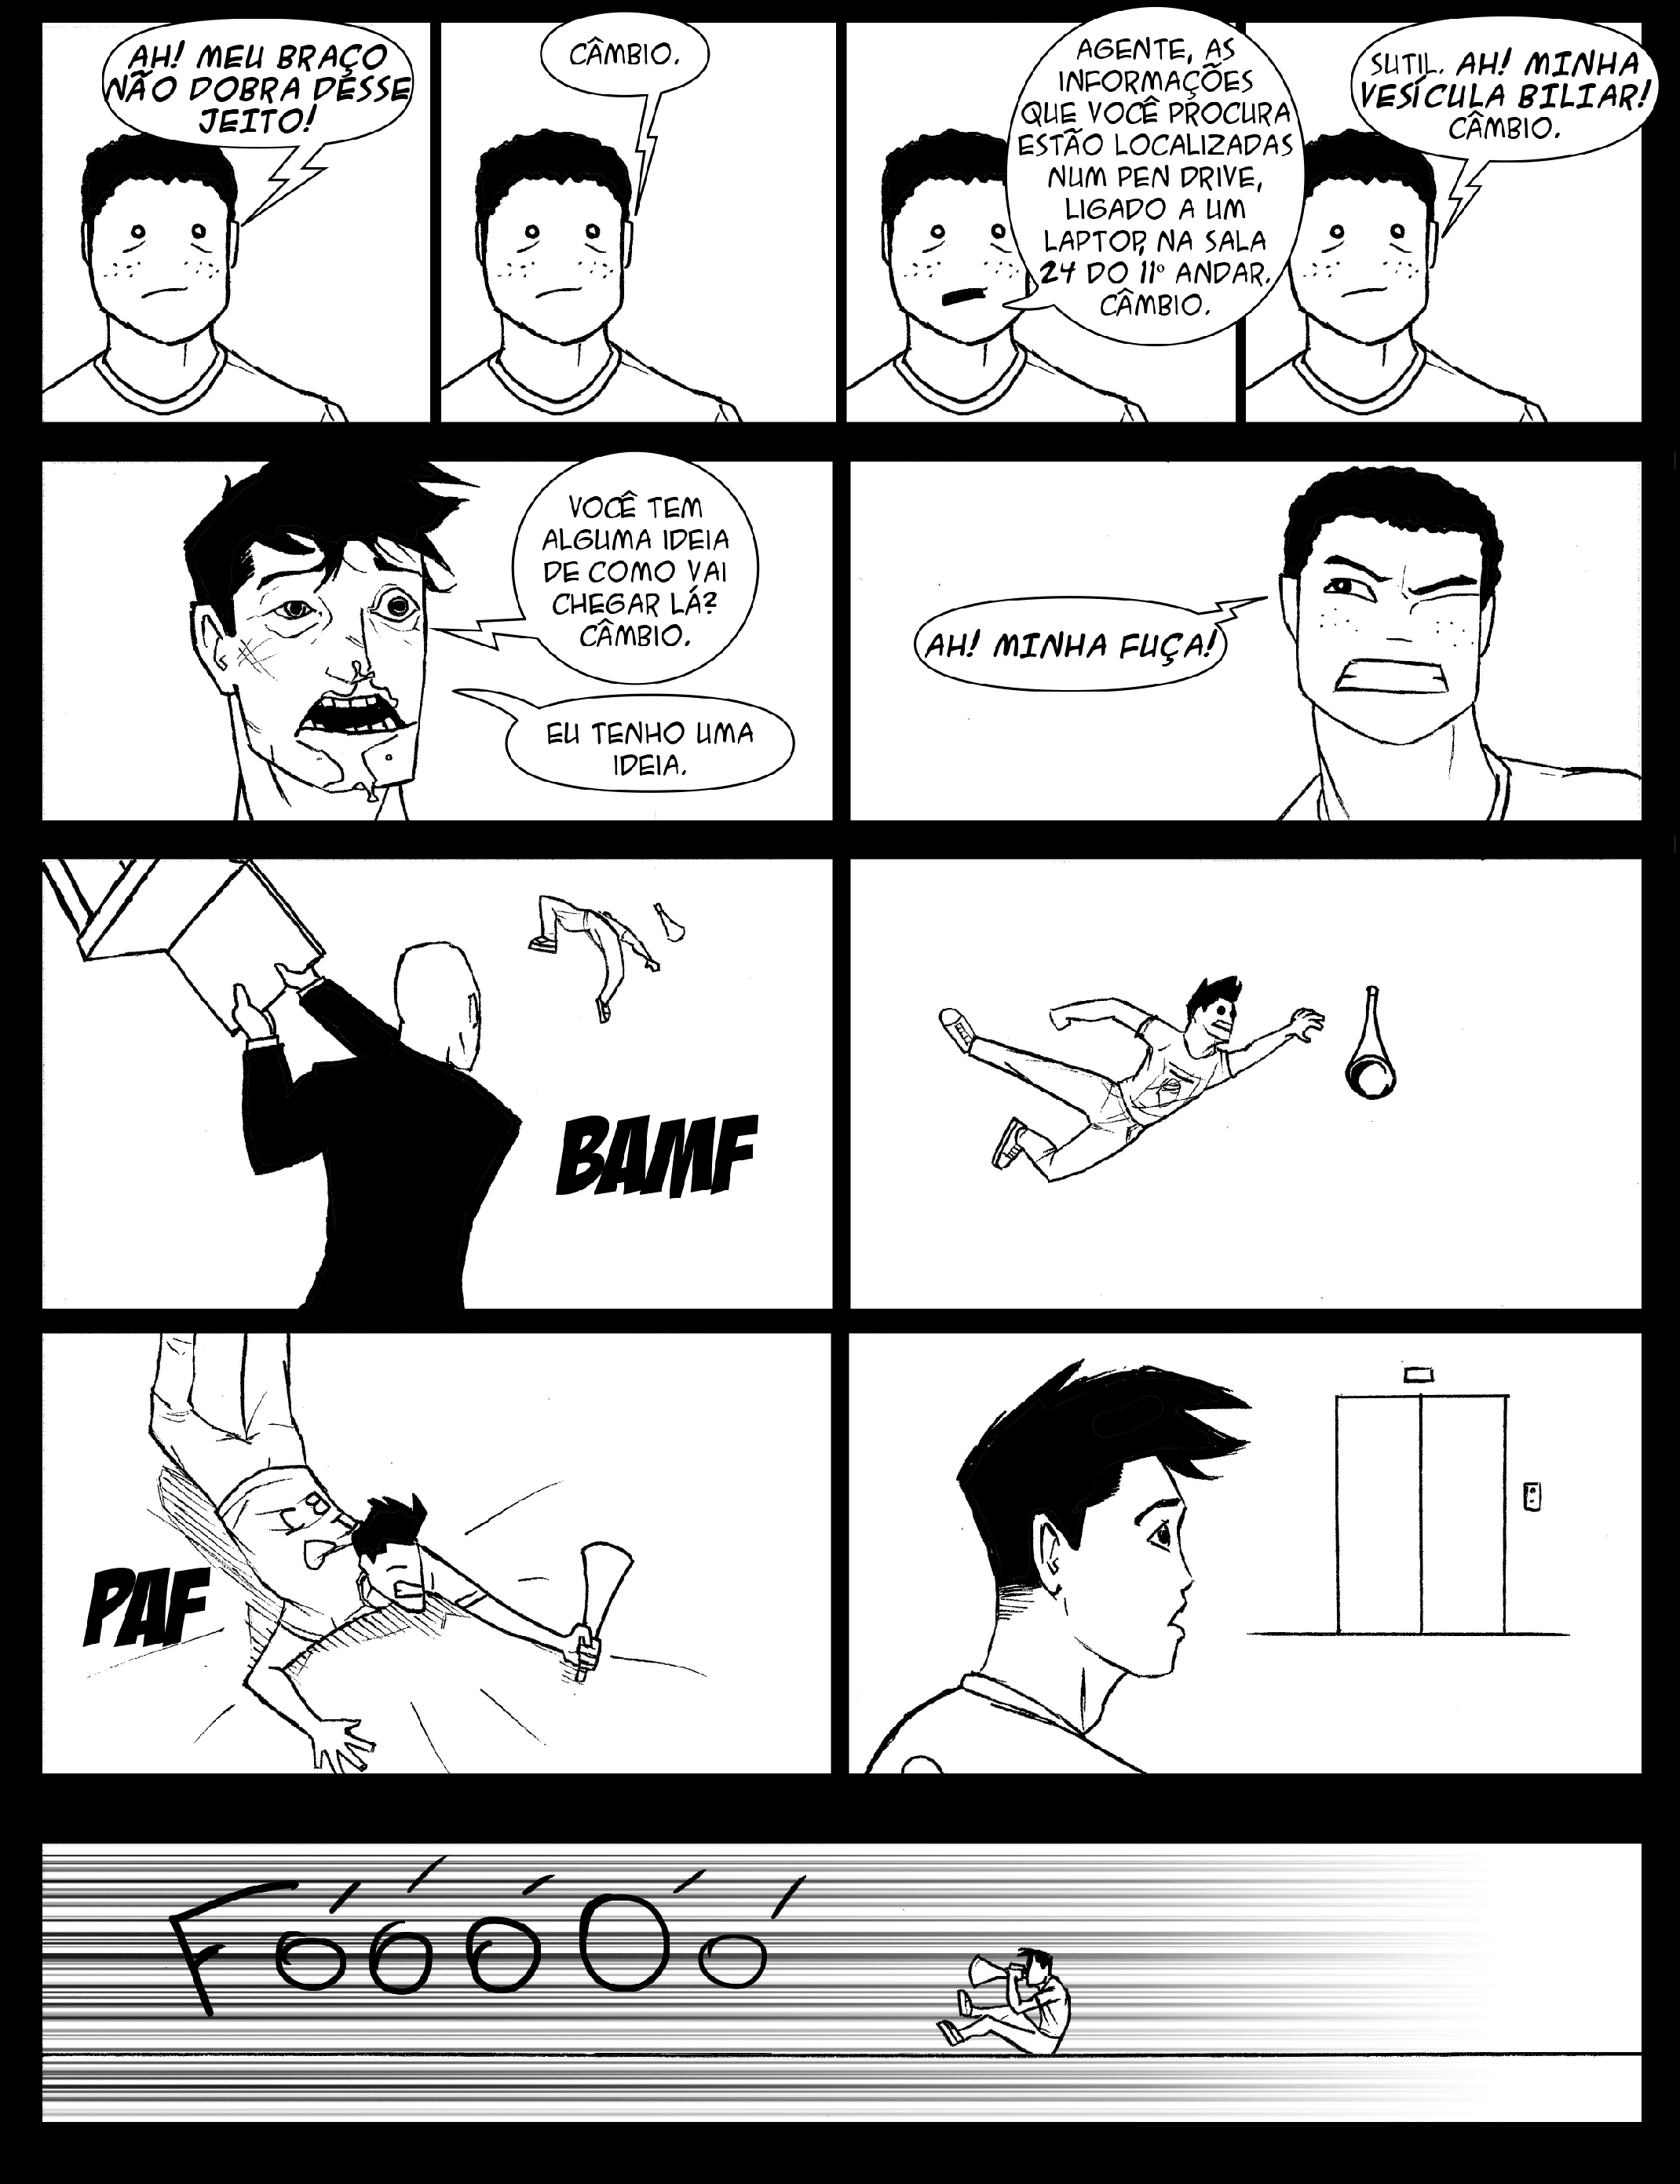 AH! MEU BRAÇO
NÃO DOBRA DESSE
JEITO!
CÂMBIO.
AGENTE, AS
INFORMAÇÕES
QUE VOCÊ PROCURA
ESTÃO LOCALIZADAS
NUM PEN DRIVE,
LIGADO A UM
LAPTOP, NA SALA
24 DO 11º ANDAR.
CÂMBIO.
SUTIL. AH! MINHA
VESÍCULA BILIAR!
CÂMBIO.
VOCÊ TEM
ALGUMA IDEIA
DE COMO VAI
CHEGAR LÁ?
CÂMBIO.
EU TENHO UMA
IDEIA.
AH! MINHA FUÇA!
BAMF
PAF
FÓÓÓÓÓ